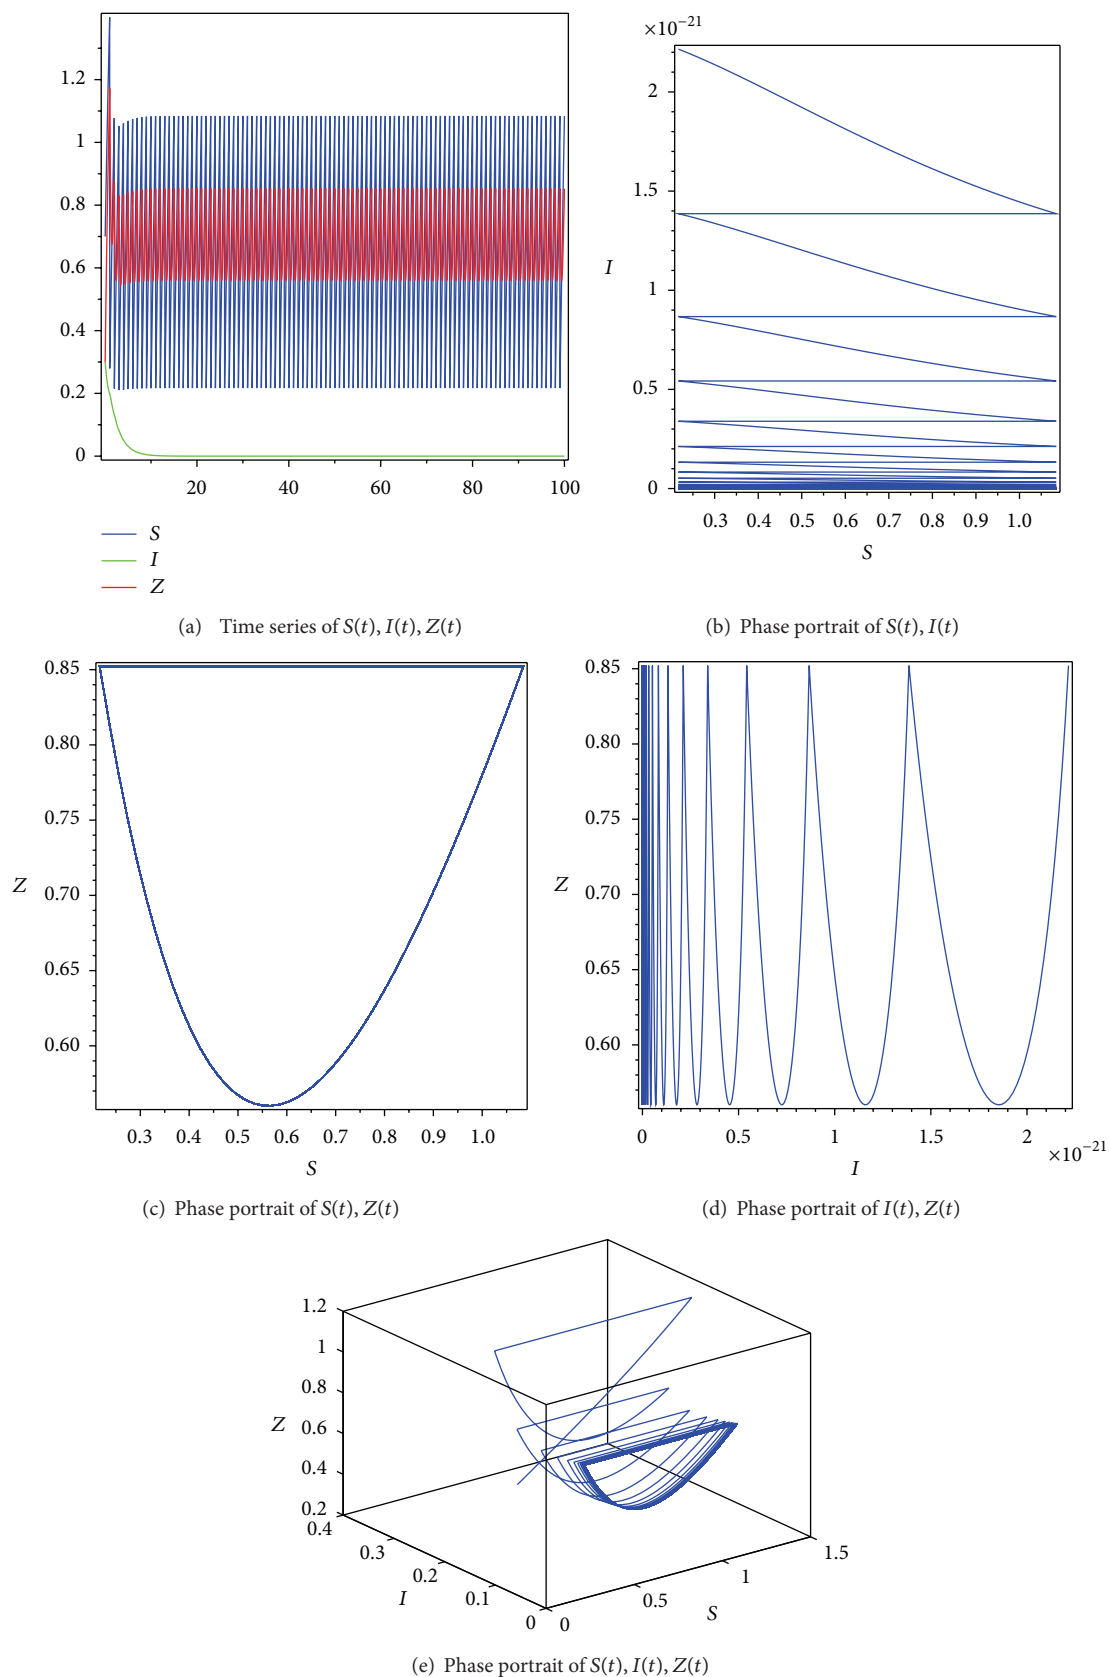 1.2
1
0.8
0.6
0.4
0.2
0
20 40 60 80 100
S
I
Z
(a) Time series of S(t), I(t), Z(t)
×10−21
2
1.5
1
0.5
0
I
0.3 0.4 0.5 0.6 0.7 0.8 0.9 1.0
S
(b) Phase portrait of S(t), I(t)
0.85
0.80
0.75
0.70
0.65
0.60
Z
0.3 0.4 0.5 0.6 0.7 0.8 0.9 1.0
S
(c) Phase portrait of S(t), Z(t)
0.85
0.80
0.75
0.70
0.65
0.60
Z
0 0.5 1 1.5 2
×10−21
I
(d) Phase portrait of I(t), Z(t)
1.2
1
0.8
0.6
0.4
0.2
Z
0.4
0.3
0.2
0.1
0
I
0
0.5
1
1.5
S
(e) Phase portrait of S(t), I(t), Z(t)